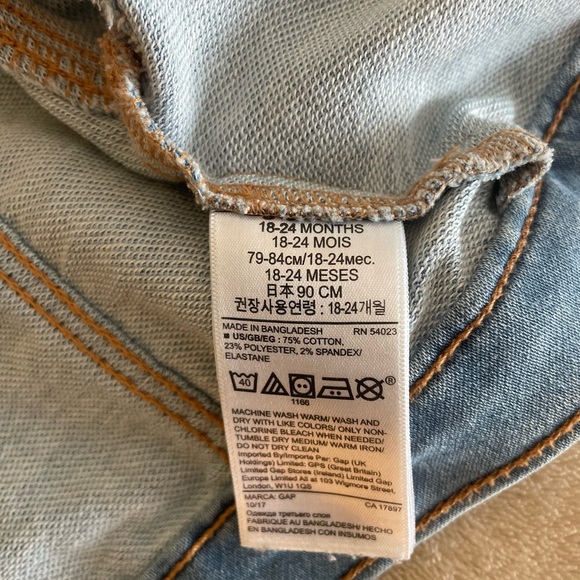 18-24 MONTHS
18-24 MOIS
79-84см/18-24мес.
18-24 MESES
日本 90 CM
권장사용연령 : 18-24개월
MADE IN BANGLADESH RN 54023
■ US/GB/EG : 75% COTTON,
23% POLYESTER, 2% SPANDEX/
ELASTANE
40 ®
1166
MACHINE WASH WARM/ WASH AND
DRY WITH LIKE COLORS/ ONLY NON-
CHLORINE BLEACH WHEN NEEDED/
TUMBLE DRY MEDIUM/ WARM IRON/
DO NOT DRY CLEAN
Imported By/Importé Par: Gap (UK
Holdings) Limited: GPS (Great Britain)
Limited Gap Stores (Ireland) Limited Gap
Europe Limited All at 103 Wigmore Street,
London, W1U 1QS
MARCA: GAP
10/17 CA 17897
Одежда третьего слоя
FABRIQUE AU BANGLADESH/ HECHO
EN BANGLADESH CON INSUMOS